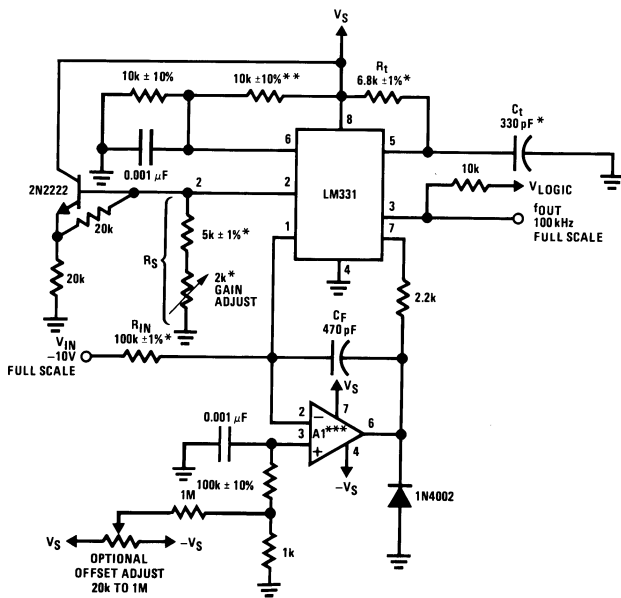 VS
10k ± 10%
10k ±10%**
Rt
6.8k ±1%*
Ct
330 pF*
0.001 μF
6
8
5
2N2222
2
2
LM331
10k
VLOGIC
3
fOUT
100 kHz
FULL SCALE
20k
RS
5k ± 1%*
1
7
4
20k
2k*
GAIN
ADJUST
2.2k
VIN
−10V
FULL SCALE
RIN
100k ±1%*
CF
470 pF
VS
0.001 μF
2
7
6
3
A1***
4
−VS
100k ± 10%
1N4002
1M
VS
−VS
1k
OPTIONAL
OFFSET ADJUST
20k TO 1M